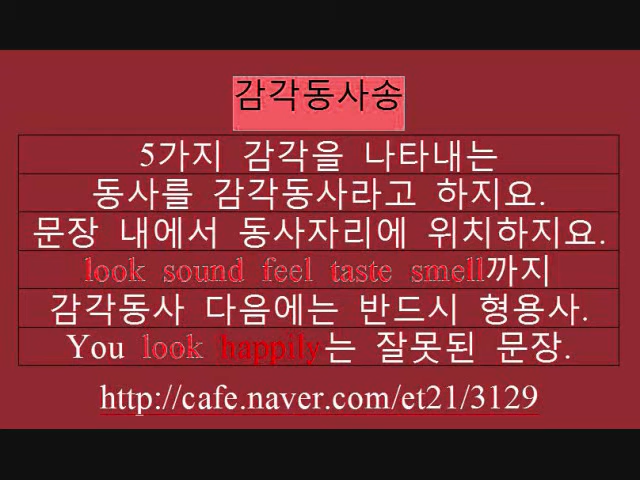 감각동사송
5가지 감각을 나타내는
동사를 감각동사라고 하지요.
문장 내에서 동사자리에 위치하지요.
look sound feel taste smell까지
감각동사 다음에는 반드시 형용사.
You look happily는 잘못된 문장.
http://cafe.naver.com/et21/3129